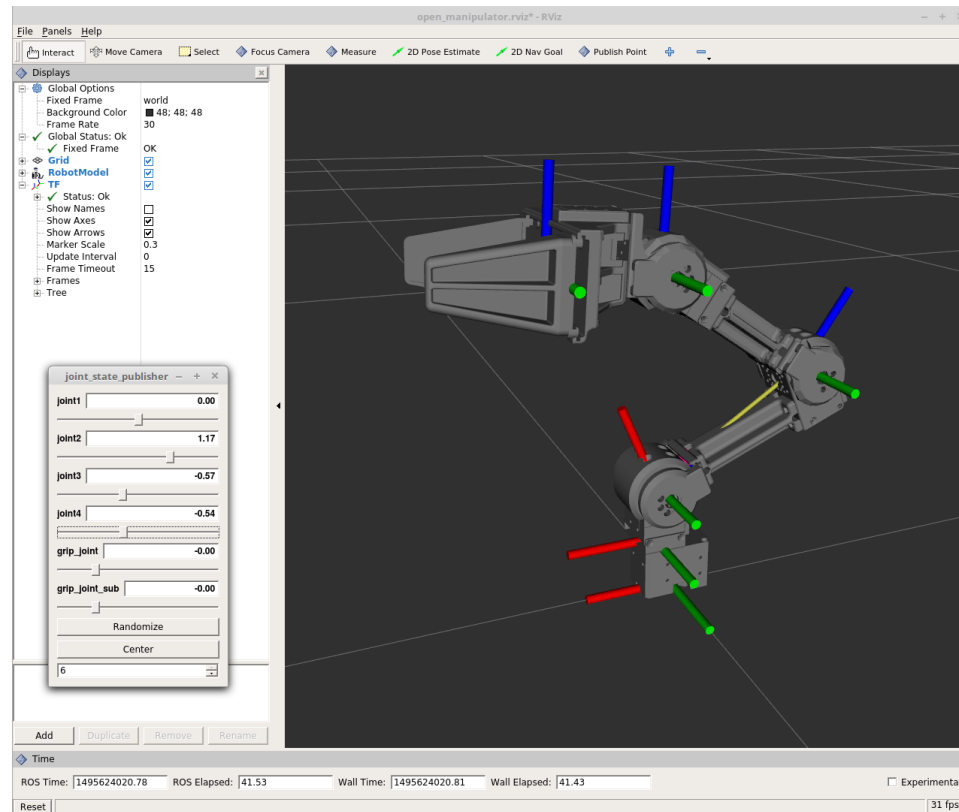 open_manipulator.rviz* - RViz
File Panels Help
Interact Move Camera Select Focus Camera Measure 2D Pose Estimate 2D Nav Goal Publish Point
Displays
Global Options
Fixed Frame world
Background Color 48; 48; 48
Frame Rate 30
Global Status: Ok
Fixed Frame OK
Grid
RobotModel
TF
Status: Ok
Show Names
Show Axes
Show Arrows
Marker Scale 0.3
Update Interval 0
Frame Timeout 15
Frames
Tree
joint_state_publisher
joint1 0.00
joint2 1.17
joint3 -0.57
joint4 -0.54
grip_joint -0.00
grip_joint_sub -0.00
Randomize
Center
6
Add Duplicate Remove Rename
Time
ROS Time: 1495624020.78 ROS Elapsed: 41.53 Wall Time: 1495624020.81 Wall Elapsed: 41.43 Experimenta
Reset 31 fps